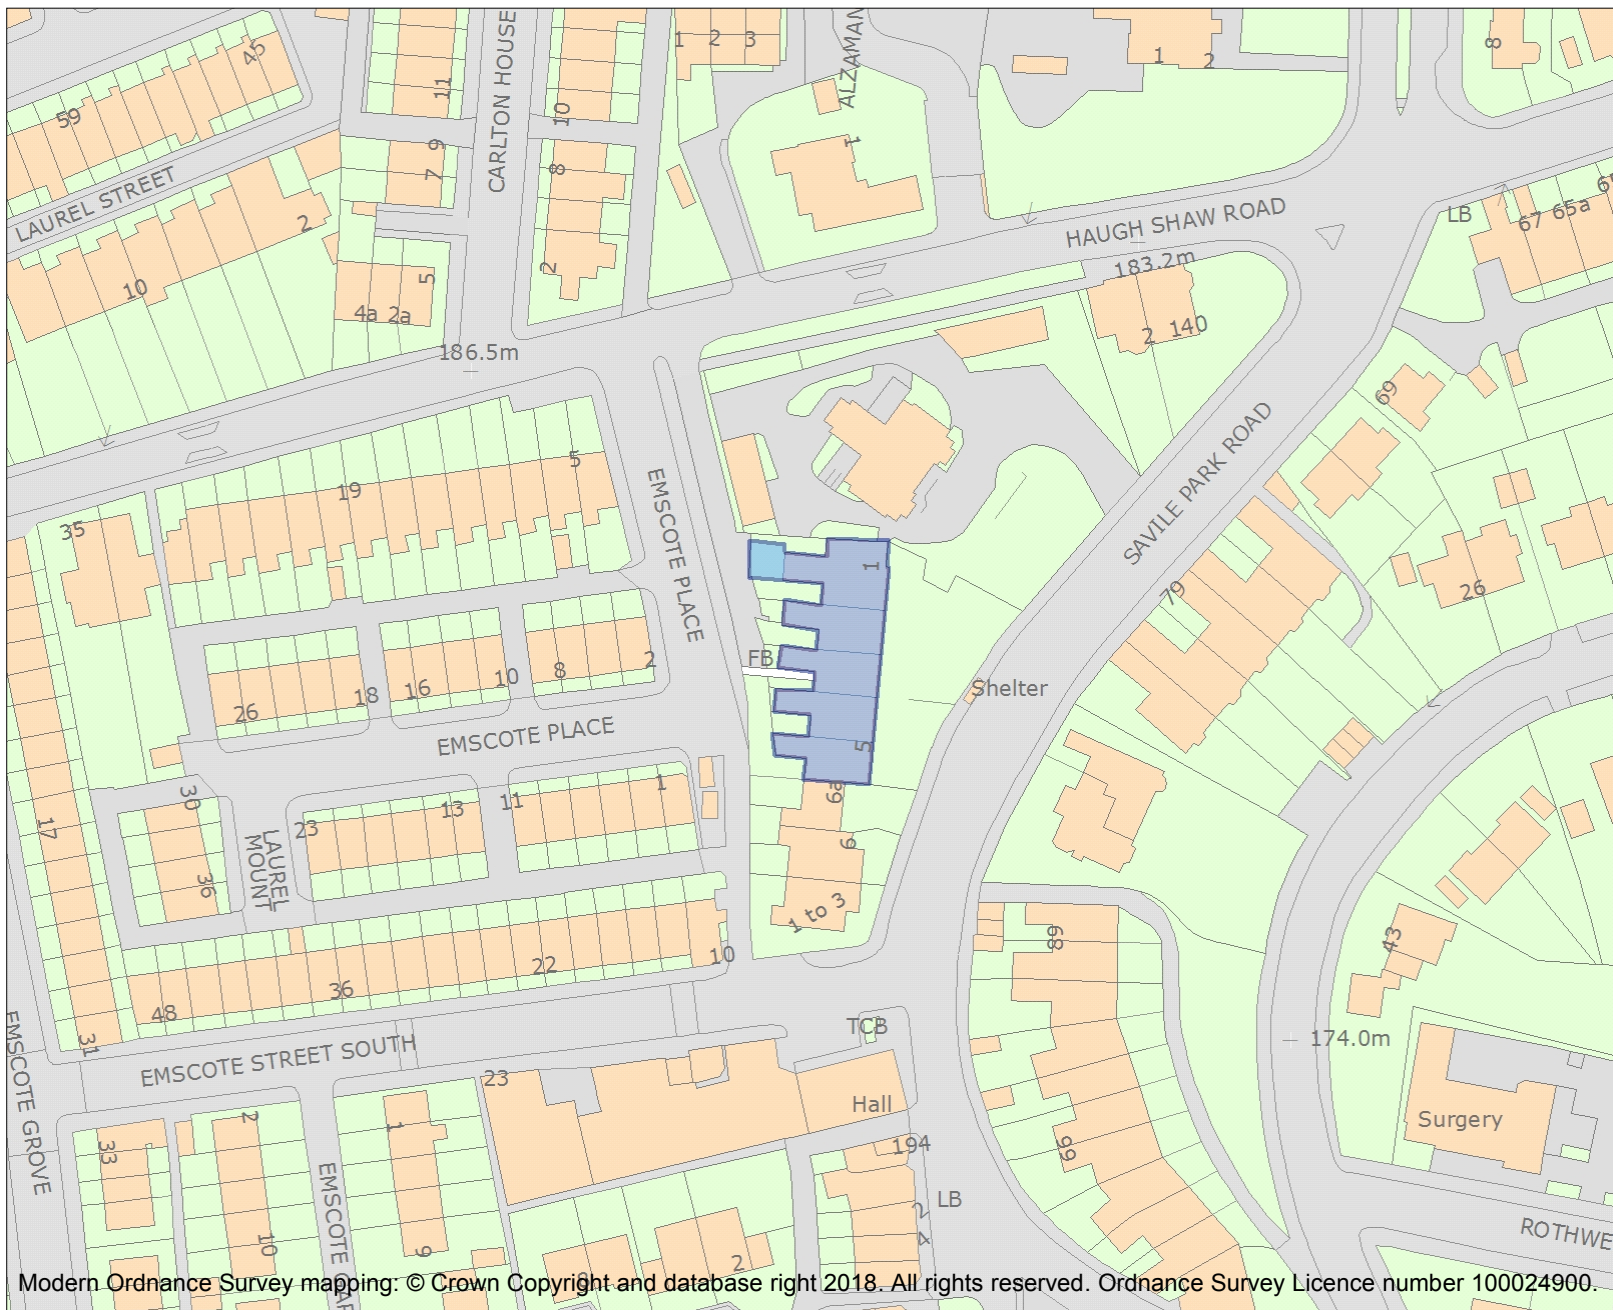 1 2 3
ALZAMAN
1 2
8
45
59
11
CARLTON HOUSE
10
9
7
8
1
LAUREL STREET
2
10
5
4a 2a
2
HAUGH SHAW ROAD
183.2m
LB
67 65a
2 140
186.5m
69
5
19
35
EMSCOTE PLACE
SAVILE PARK ROAD
1
79
26
FB
Shelter
2
8
10
16
18
26
EMSCOTE PLACE
5
30
17
1
11
13
23
6a
6
LAUREL
MOUNT
36
1 to 3
89
43
10
22
36
48
31
TCB
174.0m
EMSCOTE STREET SOUTH
EMSCOTE GROVE
23
Hall
Surgery
2
1
33
194
99
LB
2
4
EMSCOTE GAR
10
9
2
ROTHWE
Modern Ordnance Survey mapping: © Crown Copyright and database right 2018. All rights reserved. Ordnance Survey Licence number 100024900.